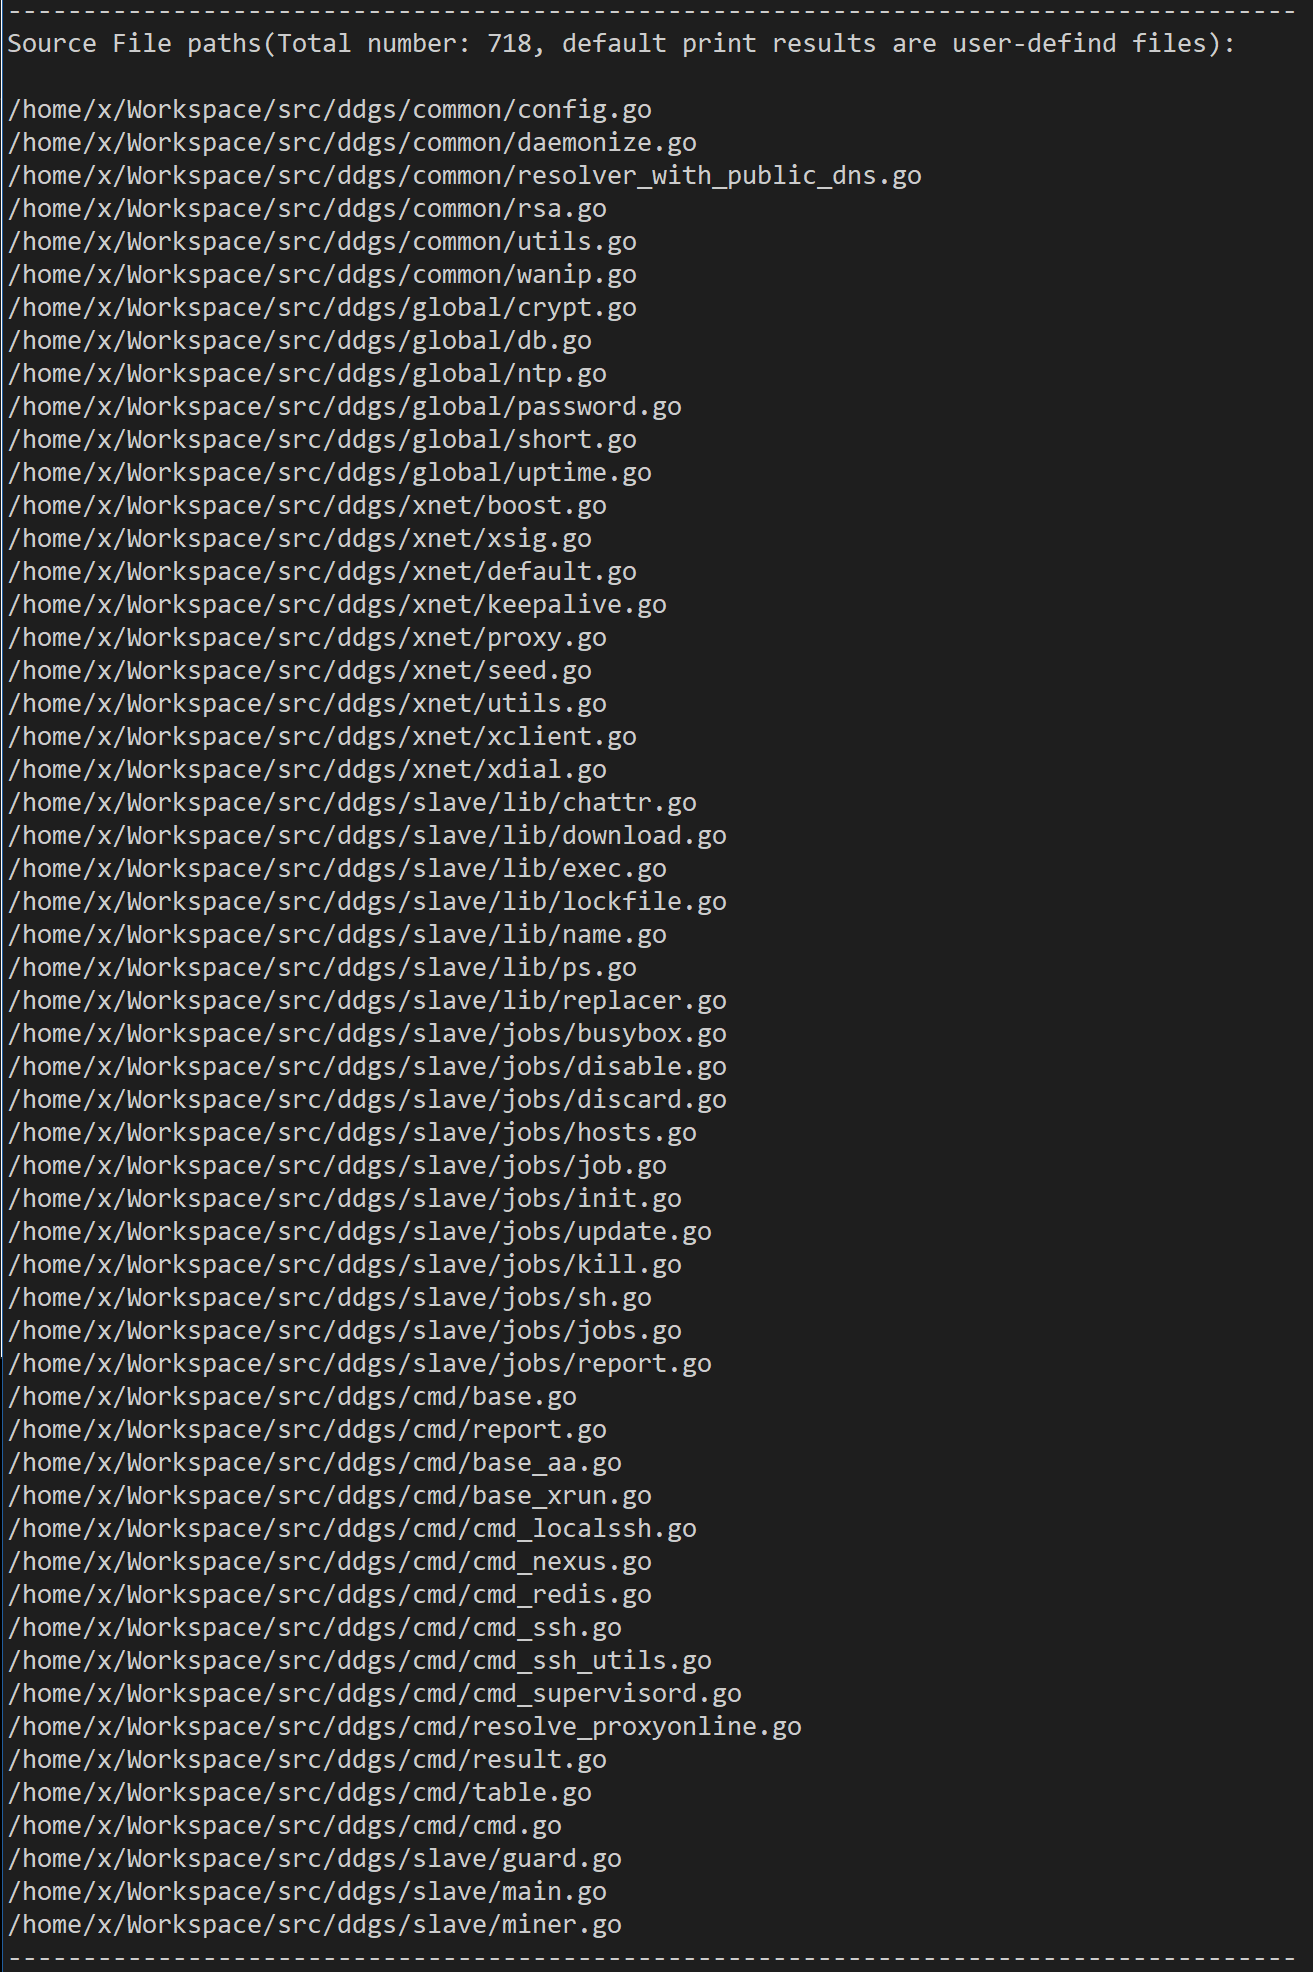 --------------------------------------------------------------------------------------
Source File paths(Total number: 718, default print results are user-defind files):
/home/x/Workspace/src/ddgs/common/config.go
/home/x/Workspace/src/ddgs/common/daemonize.go
/home/x/Workspace/src/ddgs/common/resolver_with_public_dns.go
/home/x/Workspace/src/ddgs/common/rsa.go
/home/x/Workspace/src/ddgs/common/utils.go
/home/x/Workspace/src/ddgs/common/wanip.go
/home/x/Workspace/src/ddgs/global/crypt.go
/home/x/Workspace/src/ddgs/global/db.go
/home/x/Workspace/src/ddgs/global/ntp.go
/home/x/Workspace/src/ddgs/global/password.go
/home/x/Workspace/src/ddgs/global/short.go
/home/x/Workspace/src/ddgs/global/uptime.go
/home/x/Workspace/src/ddgs/xnet/boost.go
/home/x/Workspace/src/ddgs/xnet/xsig.go
/home/x/Workspace/src/ddgs/xnet/default.go
/home/x/Workspace/src/ddgs/xnet/keepalive.go
/home/x/Workspace/src/ddgs/xnet/proxy.go
/home/x/Workspace/src/ddgs/xnet/seed.go
/home/x/Workspace/src/ddgs/xnet/utils.go
/home/x/Workspace/src/ddgs/xnet/xclient.go
/home/x/Workspace/src/ddgs/xnet/xdial.go
/home/x/Workspace/src/ddgs/slave/lib/chattr.go
/home/x/Workspace/src/ddgs/slave/lib/download.go
/home/x/Workspace/src/ddgs/slave/lib/exec.go
/home/x/Workspace/src/ddgs/slave/lib/lockfile.go
/home/x/Workspace/src/ddgs/slave/lib/name.go
/home/x/Workspace/src/ddgs/slave/lib/ps.go
/home/x/Workspace/src/ddgs/slave/lib/replacer.go
/home/x/Workspace/src/ddgs/slave/jobs/busybox.go
/home/x/Workspace/src/ddgs/slave/jobs/disable.go
/home/x/Workspace/src/ddgs/slave/jobs/discard.go
/home/x/Workspace/src/ddgs/slave/jobs/hosts.go
/home/x/Workspace/src/ddgs/slave/jobs/job.go
/home/x/Workspace/src/ddgs/slave/jobs/init.go
/home/x/Workspace/src/ddgs/slave/jobs/update.go
/home/x/Workspace/src/ddgs/slave/jobs/kill.go
/home/x/Workspace/src/ddgs/slave/jobs/sh.go
/home/x/Workspace/src/ddgs/slave/jobs/jobs.go
/home/x/Workspace/src/ddgs/slave/jobs/report.go
/home/x/Workspace/src/ddgs/cmd/base.go
/home/x/Workspace/src/ddgs/cmd/report.go
/home/x/Workspace/src/ddgs/cmd/base_aa.go
/home/x/Workspace/src/ddgs/cmd/base_xrun.go
/home/x/Workspace/src/ddgs/cmd/cmd_localssh.go
/home/x/Workspace/src/ddgs/cmd/cmd_nexus.go
/home/x/Workspace/src/ddgs/cmd/cmd_redis.go
/home/x/Workspace/src/ddgs/cmd/cmd_ssh.go
/home/x/Workspace/src/ddgs/cmd/cmd_ssh_utils.go
/home/x/Workspace/src/ddgs/cmd/cmd_supervisord.go
/home/x/Workspace/src/ddgs/cmd/resolve_proxyonline.go
/home/x/Workspace/src/ddgs/cmd/result.go
/home/x/Workspace/src/ddgs/cmd/table.go
/home/x/Workspace/src/ddgs/cmd/cmd.go
/home/x/Workspace/src/ddgs/slave/guard.go
/home/x/Workspace/src/ddgs/slave/main.go
/home/x/Workspace/src/ddgs/slave/miner.go
--------------------------------------------------------------------------------------